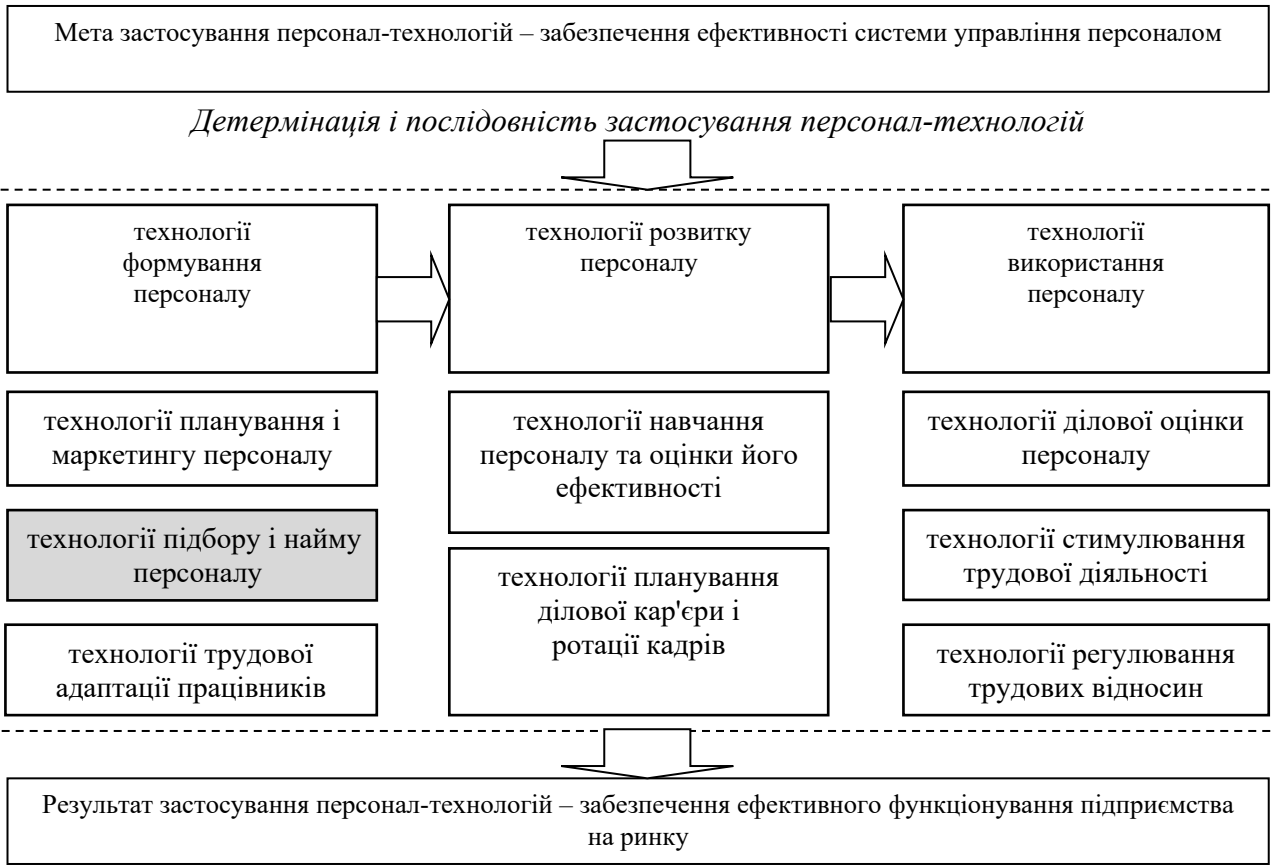 Мета застосування персонал-технологій – забезпечення ефективності системи управління персоналом
Детермінація і послідовність застосування персонал-технологій
технології
формування
персоналу
технології розвитку
персоналу
технології
використання
персоналу
технології планування і
маркетингу персоналу
технології підбору і найму
персоналу
технології трудової
адаптації працівників
технології навчання
персоналу та оцінки його
ефективності
технології планування
ділової кар'єри і
ротації кадрів
технології ділової оцінки
персоналу
технології стимулювання
трудової діяльності
технології регулювання
трудових відносин
Результат застосування персонал-технологій – забезпечення ефективного функціонування підприємства
на ринку